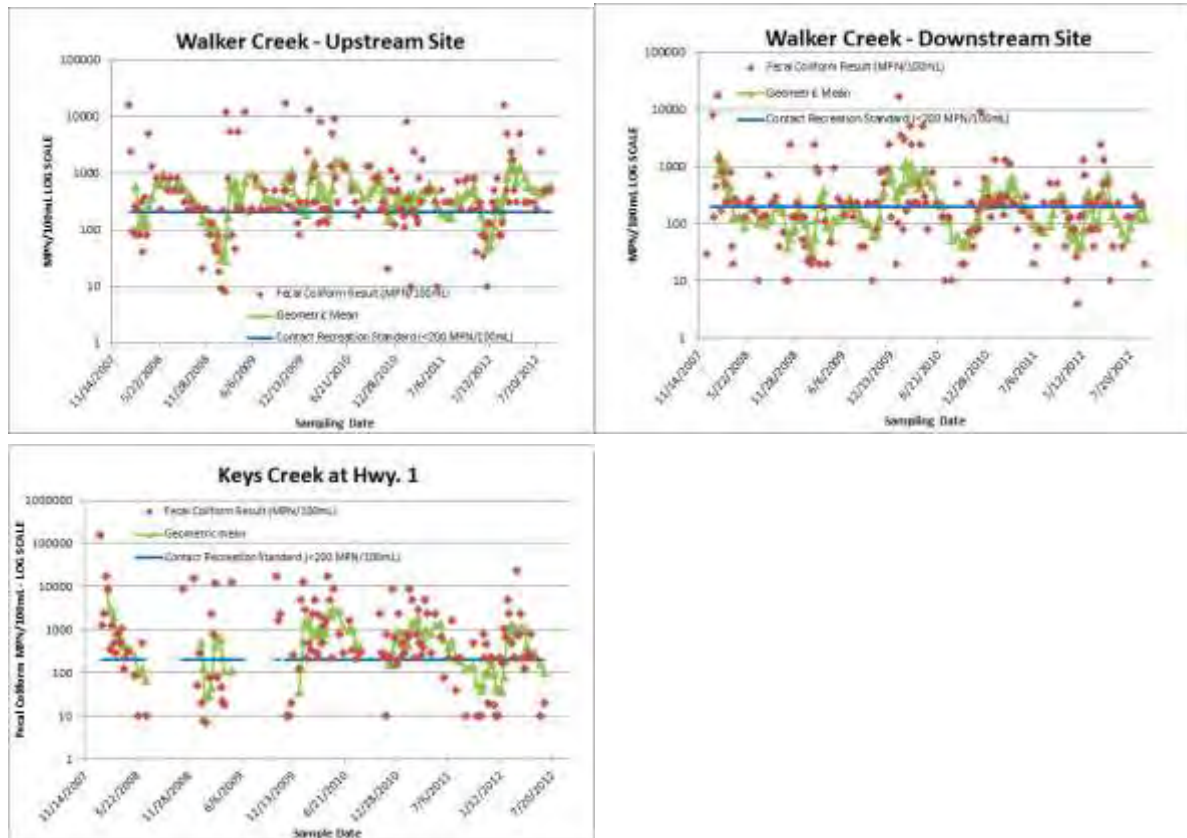 Walker Creek - Upstream Site
100000
10000
1000
100
10
1
MPN/100mL LOG SCALE
Fecal Coliform Result (MPN/100mL)
Geometric Mean
Contact Recreation Standard (<200 MPN/100mL)
11/14/2007
5/22/2008
11/28/2008
6/6/2009
12/13/2009
6/21/2010
12/28/2010
7/6/2011
1/12/2012
7/20/2012
Sampling Date
Walker Creek - Downstream Site
100000
10000
1000
100
10
1
MPN/100mL LOG SCALE
Fecal Coliform Result (MPN/100mL)
Geometric Mean
Contact Recreation Standard (<200 MPN/100mL)
11/14/2007
5/22/2008
11/28/2008
6/6/2009
12/13/2009
6/21/2010
12/28/2010
7/6/2011
1/12/2012
7/20/2012
Sampling Date
Keys Creek at Hwy. 1
1000000
100000
10000
1000
100
10
1
Fecal Coliform MPN/100mL - LOG SCALE
Fecal Coliform Result (MPN/100mL)
Geometric mean
Contact Recreation Standard (<200 MPN/100mL)
11/14/2007
5/22/2008
11/28/2008
6/6/2009
12/13/2009
6/21/2010
12/28/2010
7/6/2011
1/12/2012
7/20/2012
Sample Date